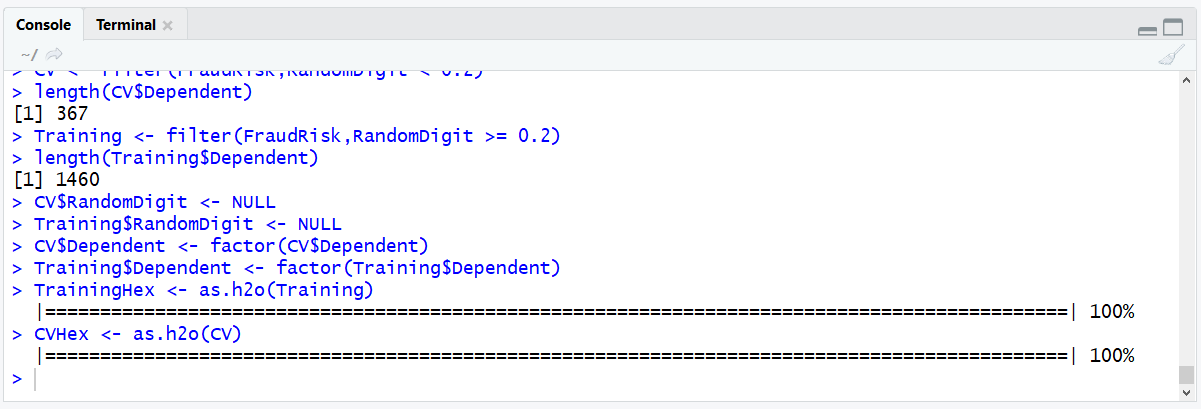 Console Terminal
~/
> CV <- filter(FraudRisk,RandomDigit < 0.2)
> length(CV$Dependent)
[1] 367
> Training <- filter(FraudRisk,RandomDigit >= 0.2)
> length(Training$Dependent)
[1] 1460
> CV$RandomDigit <- NULL
> Training$RandomDigit <- NULL
> CV$Dependent <- factor(CV$Dependent)
> Training$Dependent <- factor(Training$Dependent)
> TrainingHex <- as.h2o(Training)
|==============================================================================================| 100%
> CVHex <- as.h2o(CV)
|==============================================================================================| 100%
>